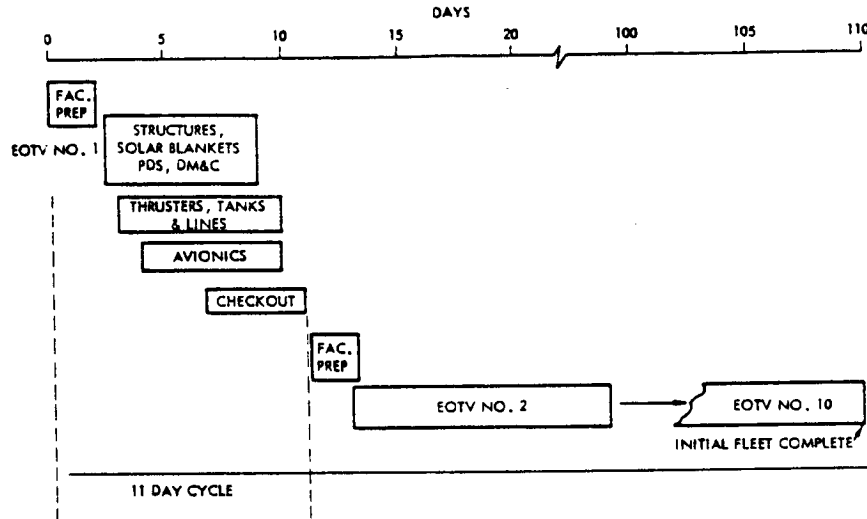 DAYS
0 5 10 15 20 100 105 110
FAC.
PREP
EOTV NO. 1
STRUCTURES,
SOLAR BLANKETS
PDS, DM&C
THRUSTERS, TANKS
& LINES
AVIONICS
CHECKOUT
FAC.
PREP
EOTV NO. 2
EOTV NO. 10
INITIAL FLEET COMPLETE
11 DAY CYCLE